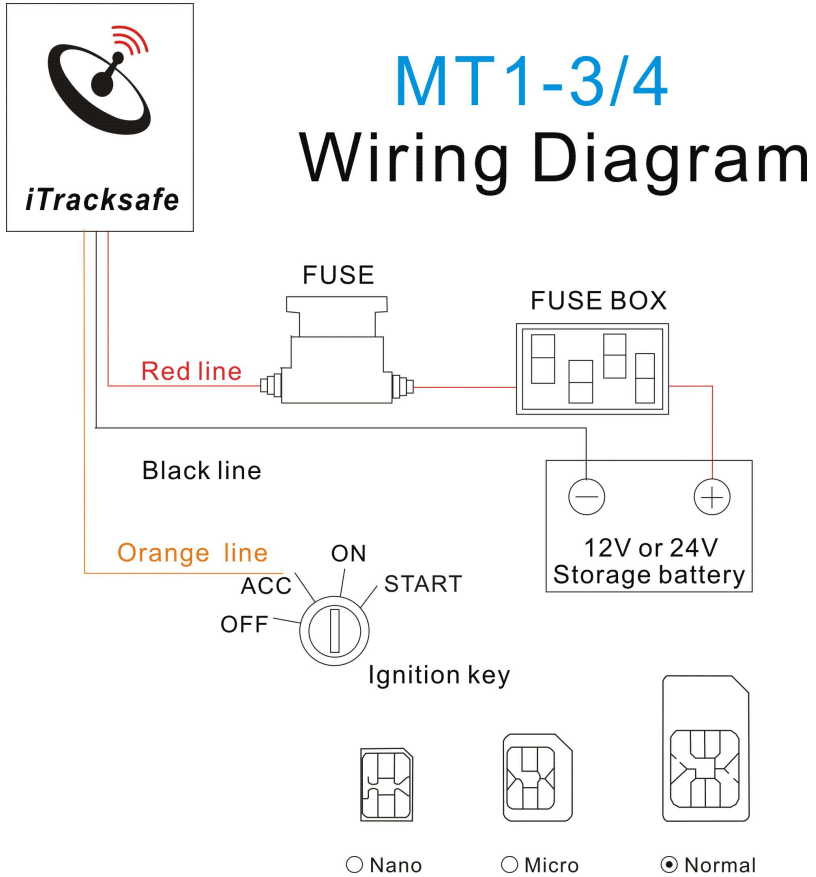 MT1-3/4
Wiring Diagram
iTracksafe
FUSE
FUSE BOX
Red line
Black line
12V or 24V
Storage battery
Orange line
ON
ACC
START
OFF
Ignition key
Nano
Micro
Normal